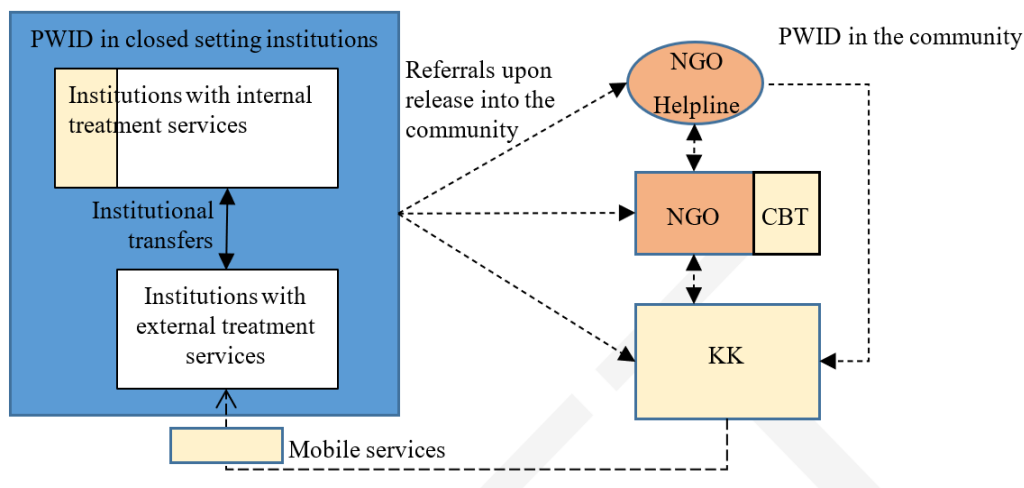 PWID in closed setting institutions
Institutions with internal
treatment services
Institutional
transfers
Institutions with
external treatment
services
Mobile services
Referrals upon
release into the
community
PWID in the community
NGO
Helpline
NGO
CBT
KK